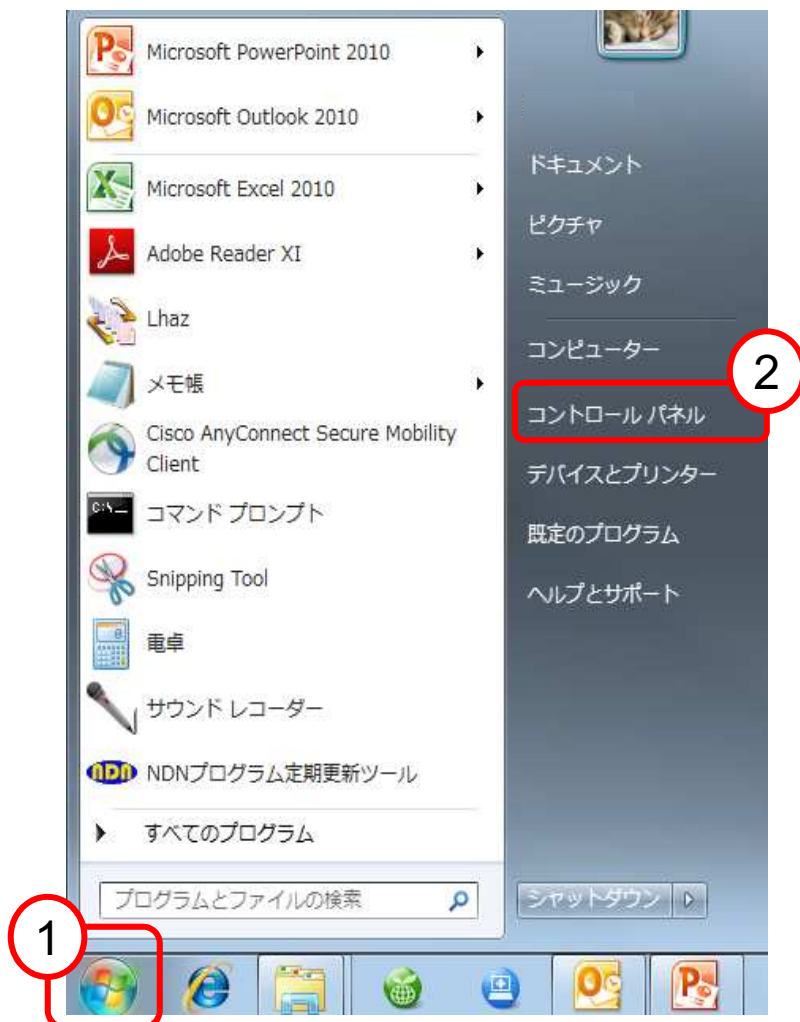 Microsoft PowerPoint 2010
Microsoft Outlook 2010
Microsoft Excel 2010
Adobe Reader XI
Lhaz
メモ帳
Cisco AnyConnect Secure Mobility
Client
コマンド プロンプト
Snipping Tool
電卓
サウンド レコーダー
NDNプログラム定期更新ツール
すべてのプログラム
プログラムとファイルの検索
ドキュメント
ピクチャ
ミュージック
コンピューター
2
コントロール パネル
デバイスとプリンター
既定のプログラム
ヘルプとサポート
シャットダウン
1